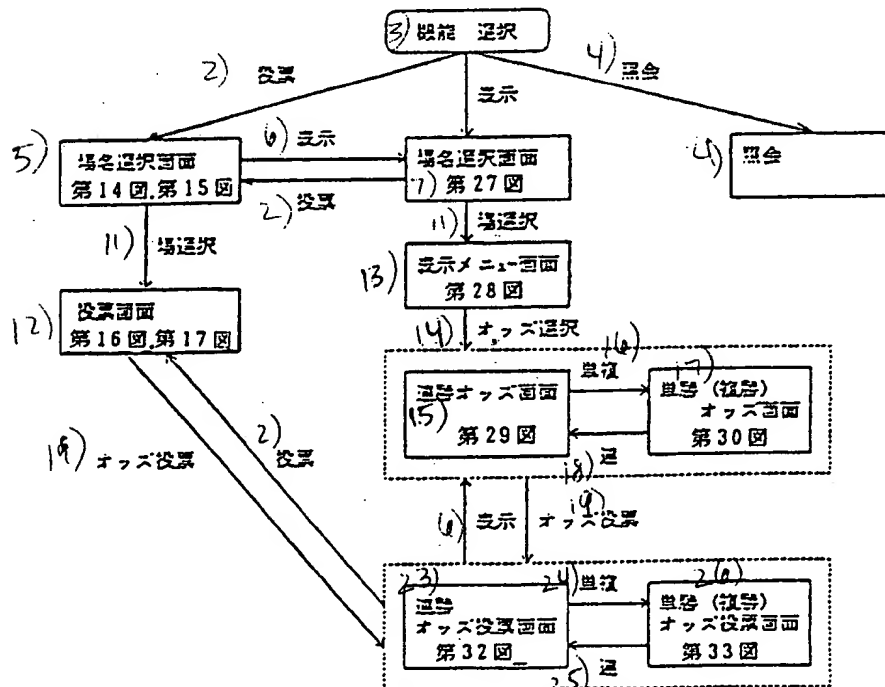 3) 機能 選択
2) 投票
4) 照会
表示
5) 場名選択画面
第14図.第15図
6) 表示
2) 投票
場名選択画面
7) 第27図
4) 照会
11) 場選択
11) 場選択
13) 表示メニュー画面
第28図
12) 投票画面
第16図.第17図
14) オッズ選択
15) 連勝オッズ画面
第29図
16) 単複
18) 連
17) 単勝 (複勝)
オッズ画面
第30図
19) オッズ投票
2) 投票
6) 表示
19) オッズ投票
23) 連勝
オッズ投票画面
第32図
24) 単複
25) 連
26) 単勝 (複勝)
オッズ投票画面
第33図